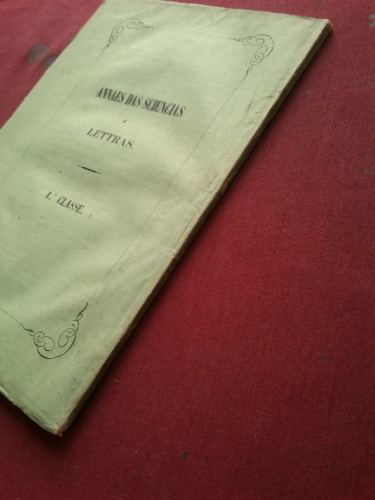 ANNAES DAS SCIENCIAS
E
LETTRAS.
1.ª CLASSE.